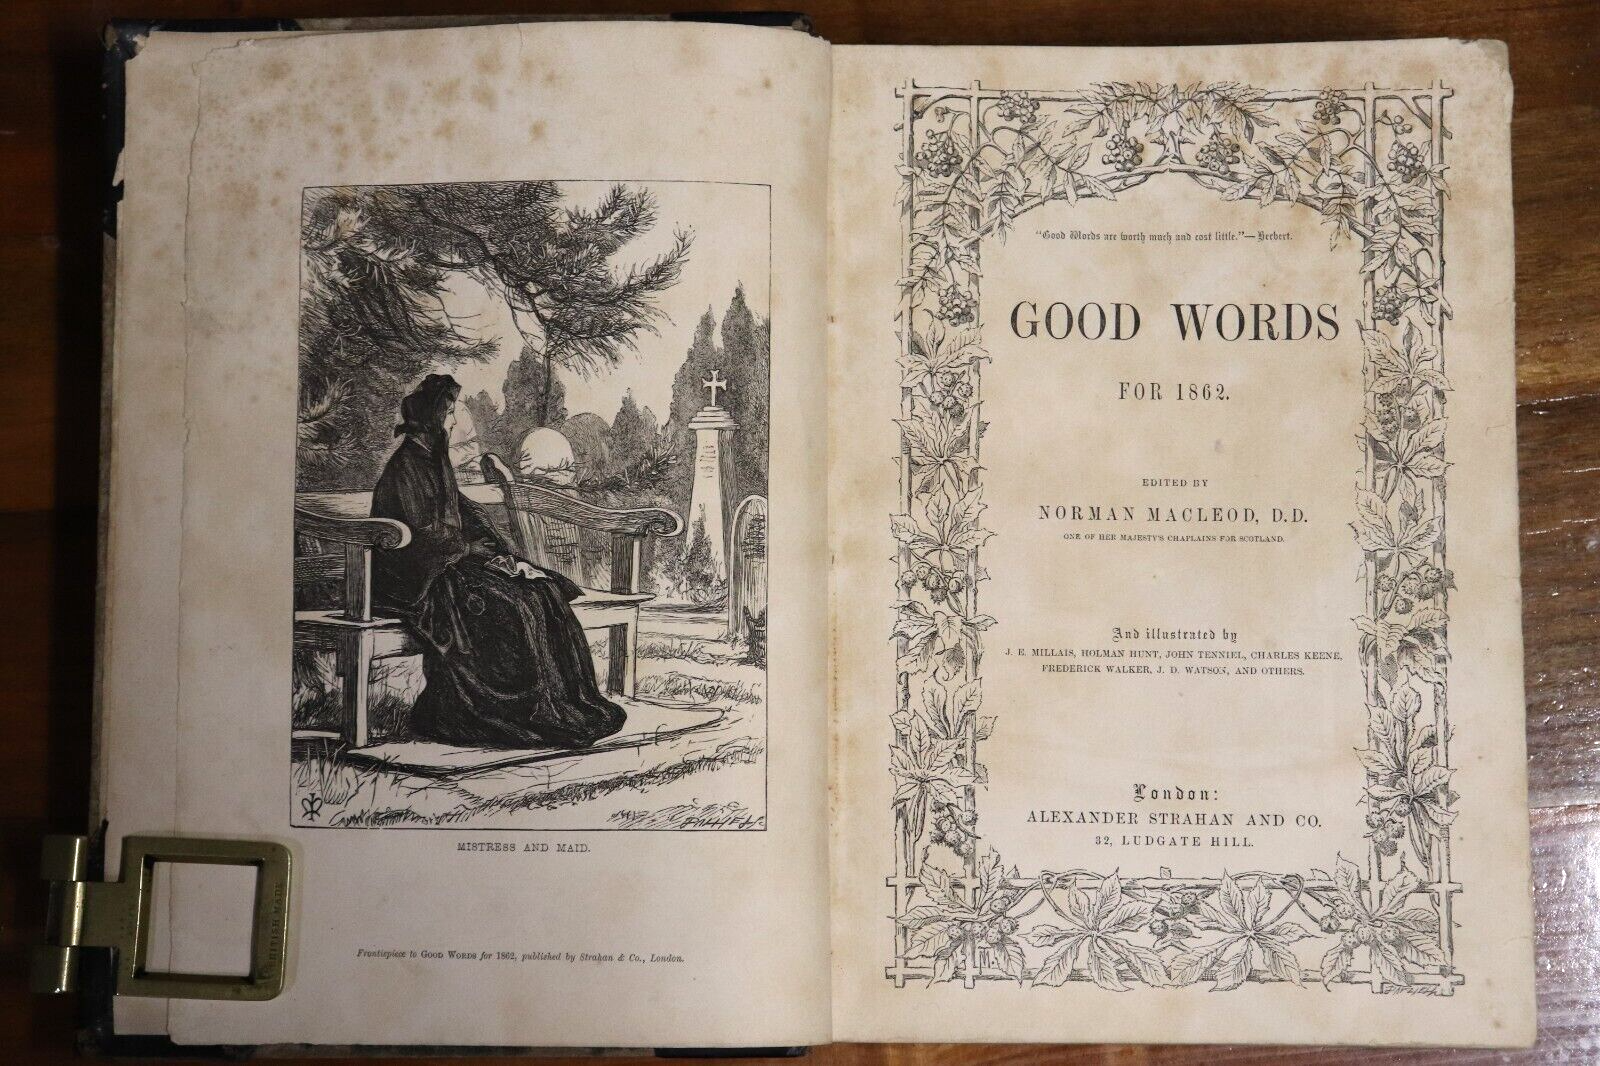 MISTRESS AND MAID.
Frontispiece to GOOD WORDS for 1862, published by Strahan & Co., London.
BRITISH MADE
"Good Words are worth much and cost little."—Herbert.
GOOD WORDS
FOR 1862.
EDITED BY
NORMAN MACLEOD, D.D.
ONE OF HER MAJESTY'S CHAPLAINS FOR SCOTLAND.
And illustrated by
J. E. MILLAIS, HOLMAN HUNT, JOHN TENNIEL, CHARLES KEENE,
FREDERICK WALKER, J. D. WATSON, AND OTHERS.
London:
ALEXANDER STRAHAN AND CO.
32, LUDGATE HILL.